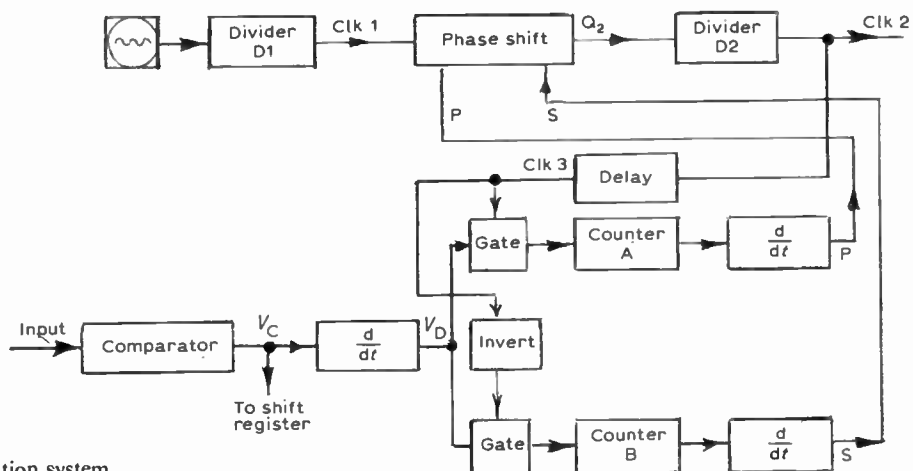 Divider
D1
Clk 1
Phase shift
Q2
Divider
D2
Clk 2
P
S
Clk 3
Delay
Gate
Counter
A
d
dt
P
Input
Comparator
VC
d
dt
VD
Invert
To shift
register
Gate
Counter
B
d
dt
S
tion system